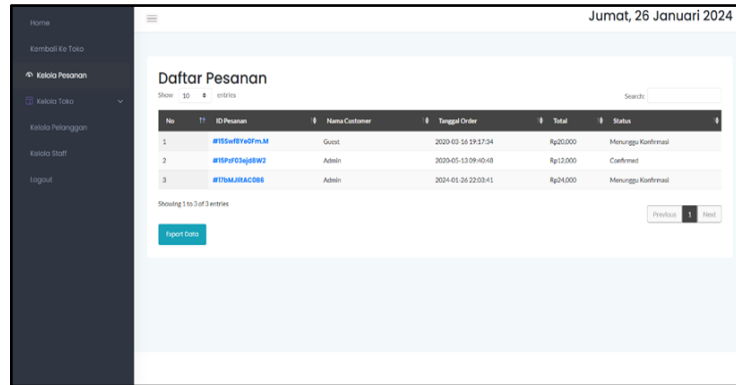 Home
Kembali Ke Toko
Kelola Pesanan
Kelola Toko
Kelola Pelanggan
Kelola Staff
Logout
Jumat, 26 Januari 2024
Daftar Pesanan
Show 10 entries
Search:
No ID Pesanan Nama Customer Tanggal Order Total Status
1 #15Swf8Ye0Fm.M Guest 2020-03-16 19:17:34 Rp20,000 Menunggu Konfirmasi
2 #15PzF03ejd8W2 Admin 2020-05-13 09:40:48 Rp12,000 Confirmed
3 #17bMJlltAC086 Admin 2024-01-26 22:03:41 Rp24,000 Menunggu Konfirmasi
Showing 1 to 3 of 3 entries
Previous 1 Next
Export Data